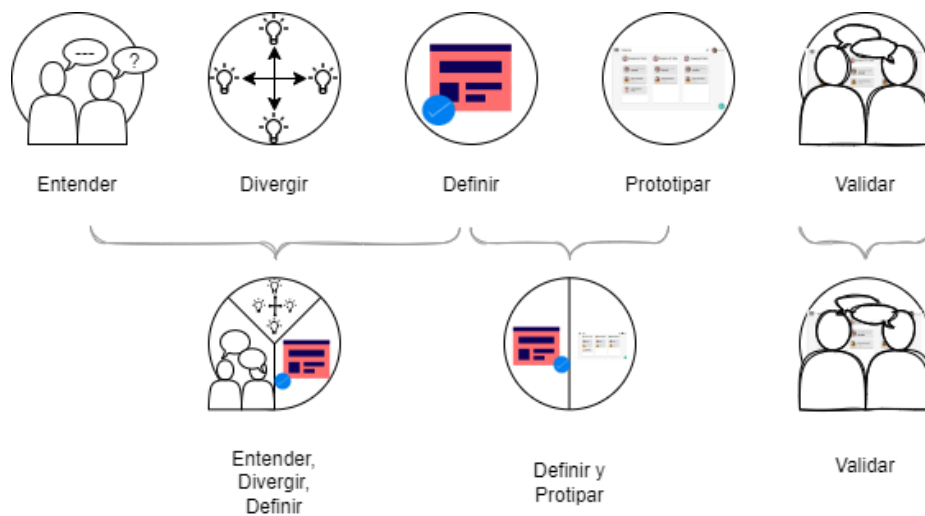 ---
?
Entender
Divergir
Definir
Prototipar
Validar
Entender,
Divergir,
Definir
Definir y
Protipar
Validar